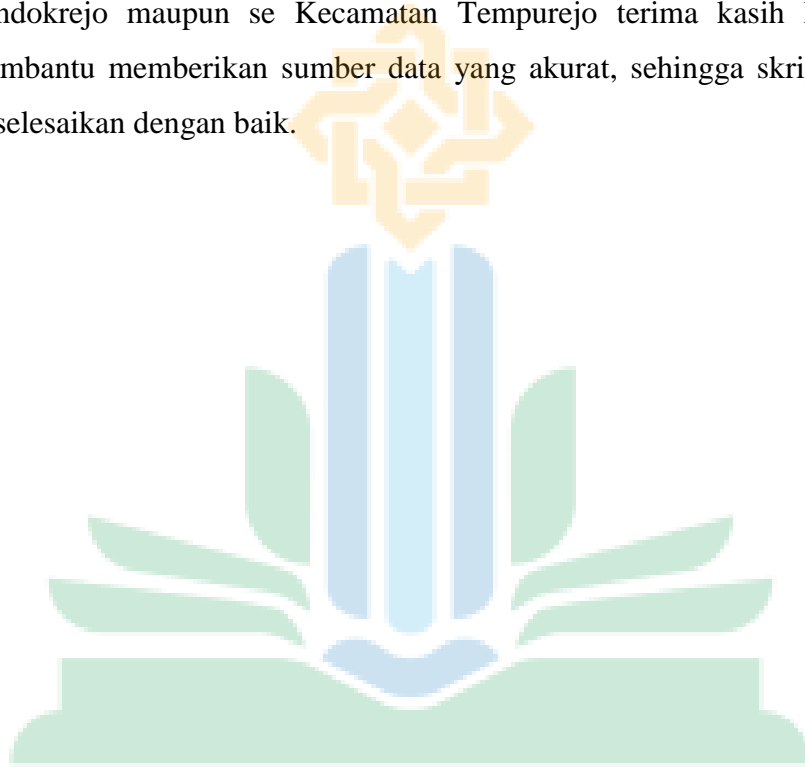 ndokrejo maupun se Kecamatan Tempurejo terima kasih
mbantu memberikan sumber data yang akurat, sehingga skri
selesaikan dengan baik.